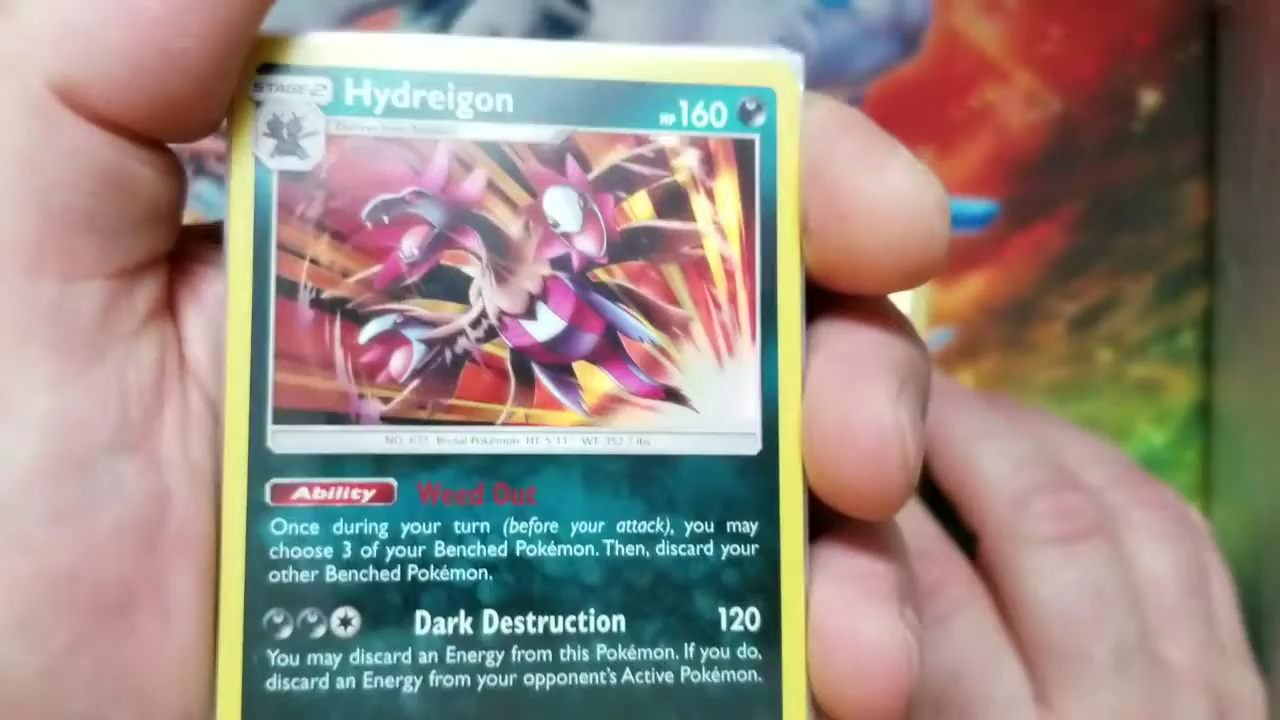 STAGE 2 Hydreigon HP 160
NO. 635 Brutal Pokémon HT: 5'11" WT: 352.7 lbs.
Ability Weed Out
Once during your turn (before your attack), you may
choose 3 of your Benched Pokémon. Then, discard your
other Benched Pokémon.
Dark Destruction 120
You may discard an Energy from this Pokémon. If you do,
discard an Energy from your opponent's Active Pokémon.